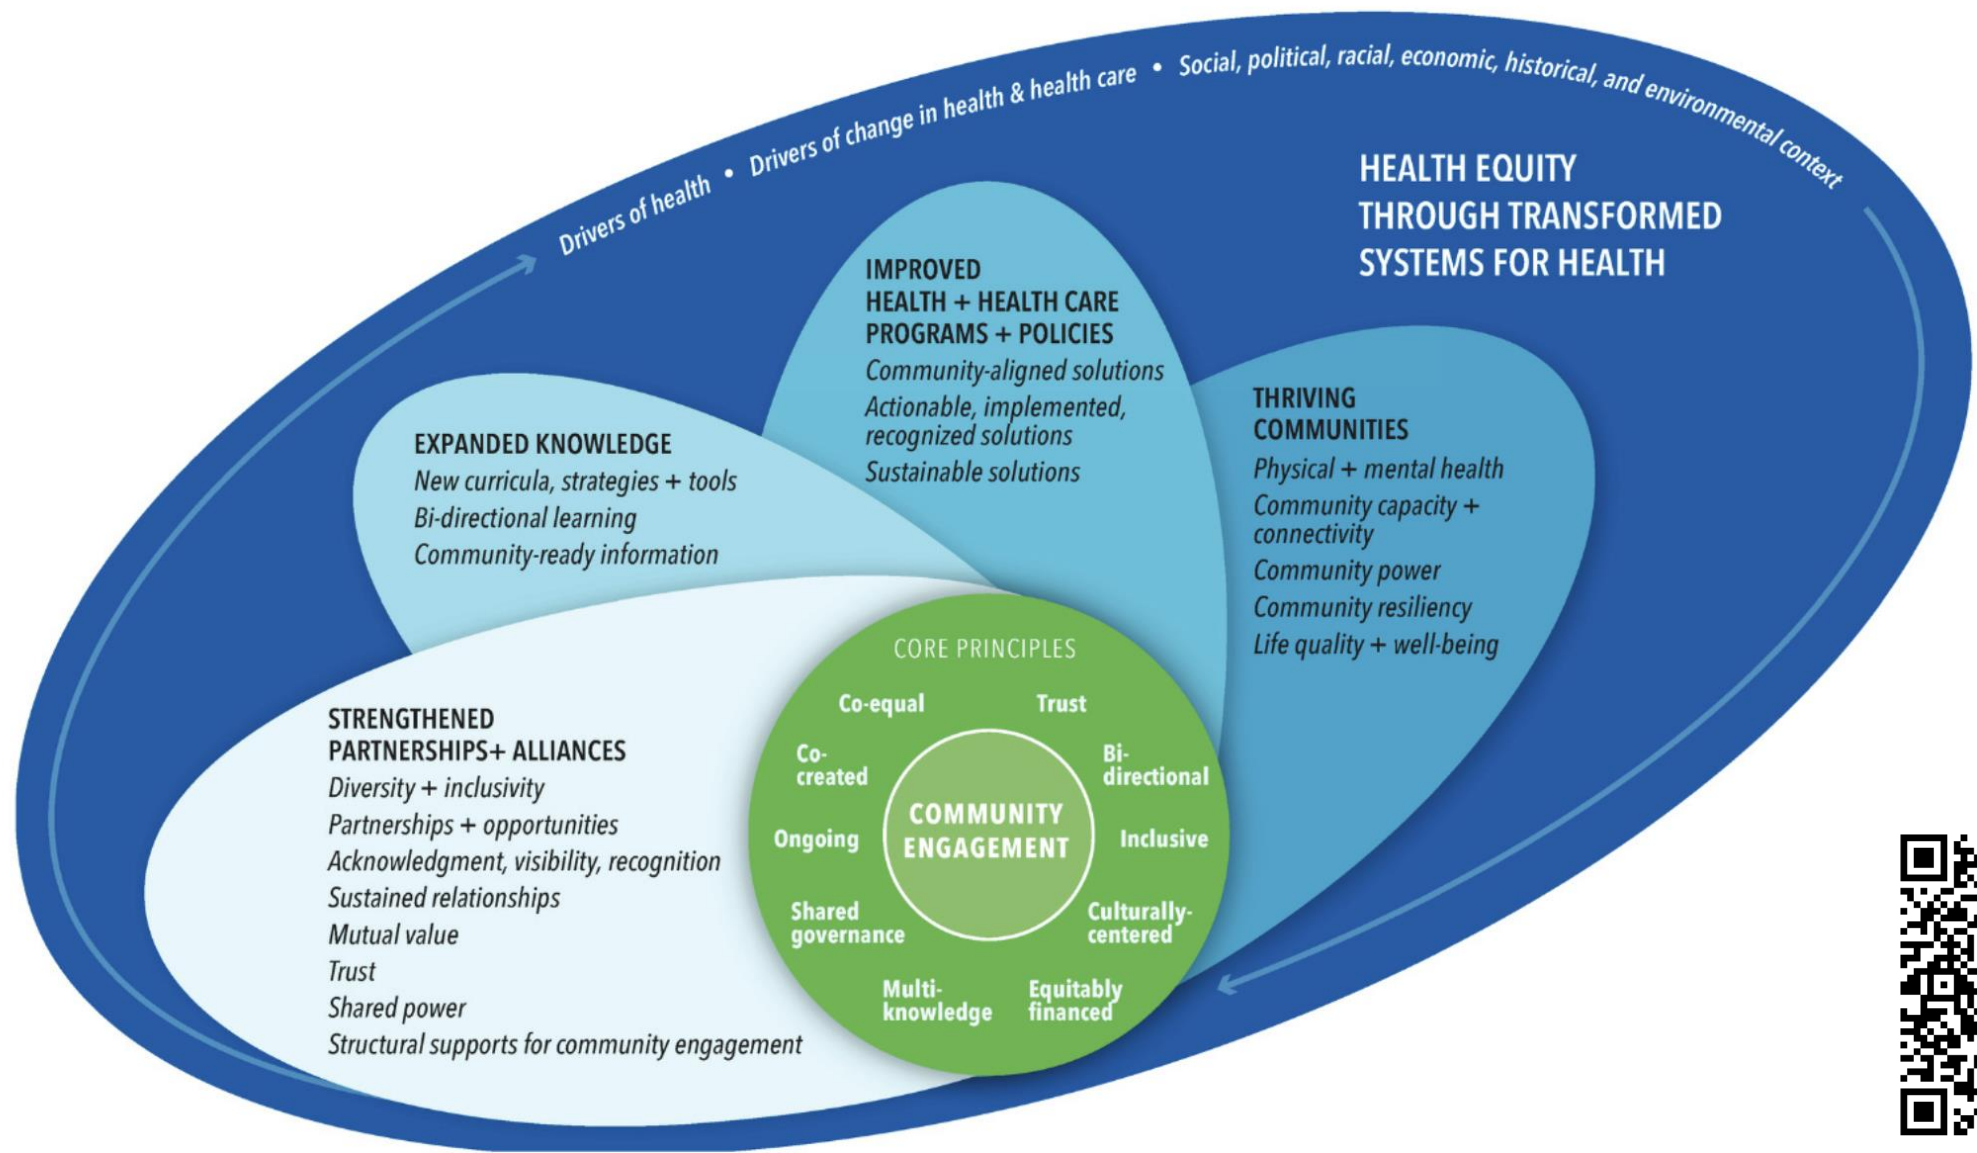 Drivers of health • Drivers of change in health & health care • Social, political, racial, economic, historical, and environmental context
HEALTH EQUITY
THROUGH TRANSFORMED
SYSTEMS FOR HEALTH
IMPROVED
HEALTH + HEALTH CARE
PROGRAMS + POLICIES
Community-aligned solutions
Actionable, implemented,
recognized solutions
Sustainable solutions
THRIVING
COMMUNITIES
Physical + mental health
Community capacity +
connectivity
Community power
Community resiliency
Life quality + well-being
EXPANDED KNOWLEDGE
New curricula, strategies + tools
Bi-directional learning
Community-ready information
STRENGTHENED
PARTNERSHIPS+ ALLIANCES
Diversity + inclusivity
Partnerships + opportunities
Acknowledgment, visibility, recognition
Sustained relationships
Mutual value
Trust
Shared power
Structural supports for community engagement
CORE PRINCIPLES
Co-equal
Trust
Co-
created
Bi-
directional
Ongoing
Inclusive
Shared
governance
Culturally-
centered
Multi-
knowledge
Equitably
financed
COMMUNITY
ENGAGEMENT